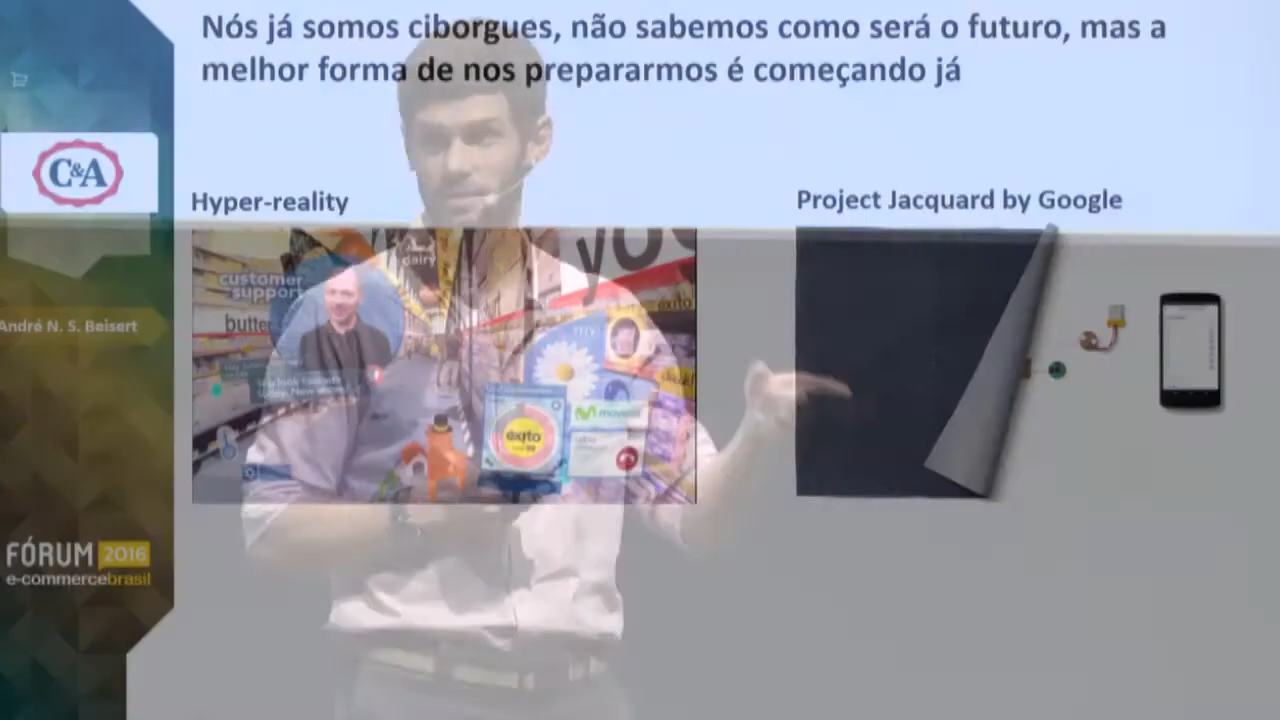 Nós já somos ciborgues, não sabemos como será o futuro, mas a
melhor forma de nos prepararmos é começando já
C&A
Hyper-reality
Project Jacquard by Google
dairy
customer
support
butter
éxito
éxito
movistar
André N. S. Beisert
FÓRUM 2016
e-commercebrasil